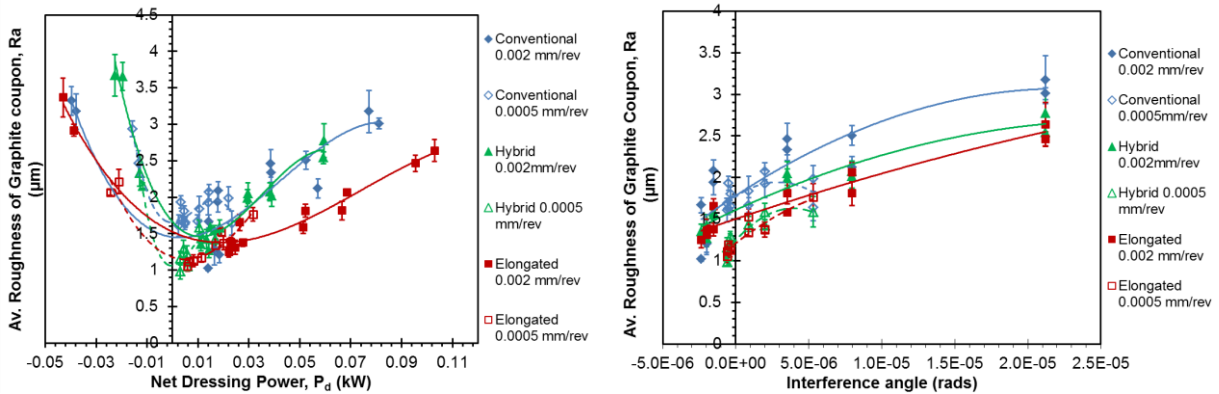 Av. Roughness of Graphite coupon, Ra
(µm)
4.5
4
3.5
3
2.5
2
1.5
1
0.5
0
-0.05
-0.03
-0.01
0.01
0.03
0.05
0.07
0.09
0.11
Net Dressing Power, Pd (kW)
Conventional
0.002 mm/rev
Conventional
0.0005 mm/rev
Hybrid
0.002mm/rev
Hybrid 0.0005
mm/rev
Elongated
0.002 mm/rev
Elongated
0.0005 mm/rev
Av. Roughness of Graphite Coupon, Ra
(µm)
4
3.5
3
2.5
2
1.5
1
0.5
0
-5.0E-06
0.0E+00
5.0E-06
1.0E-05
1.5E-05
2.0E-05
2.5E-05
Interference angle (rads)
Conventional
0.002 mm/rev
Conventional
0.0005mm/rev
Hybrid
0.002mm/rev
Hybrid 0.0005
mm/rev
Elongated
0.002 mm/rev
Elongated
0.0005 mm/rev